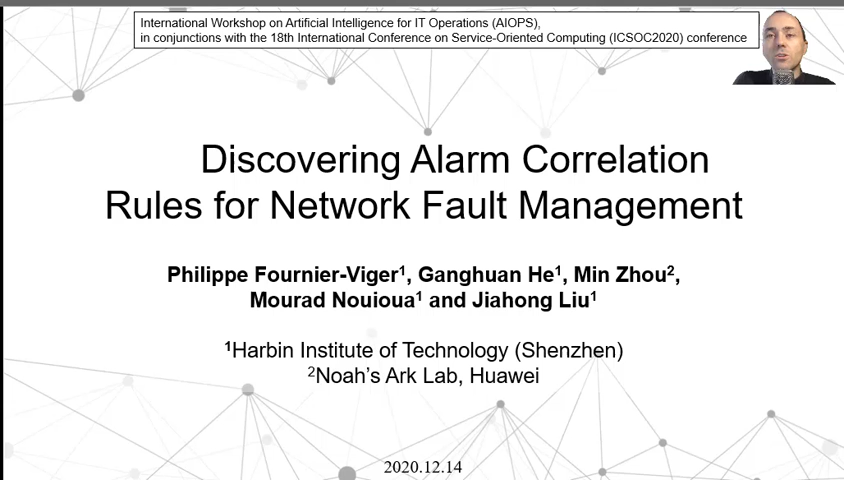 International Workshop on Artificial Intelligence for IT Operations (AIOPS),
in conjunctions with the 18th International Conference on Service-Oriented Computing (ICSOC2020) conference
Discovering Alarm Correlation
Rules for Network Fault Management
Philippe Fournier-Viger¹, Ganghuan He¹, Min Zhou²,
Mourad Nouioua¹ and Jiahong Liu¹
¹Harbin Institute of Technology (Shenzhen)
²Noah's Ark Lab, Huawei
2020.12.14